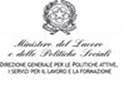 Ministero del Lavoro
e delle Politiche Sociali
DIREZIONE GENERALE PER LE POLITICHE ATTIVE,
I SERVIZI PER IL LAVORO E LA FORMAZIONE